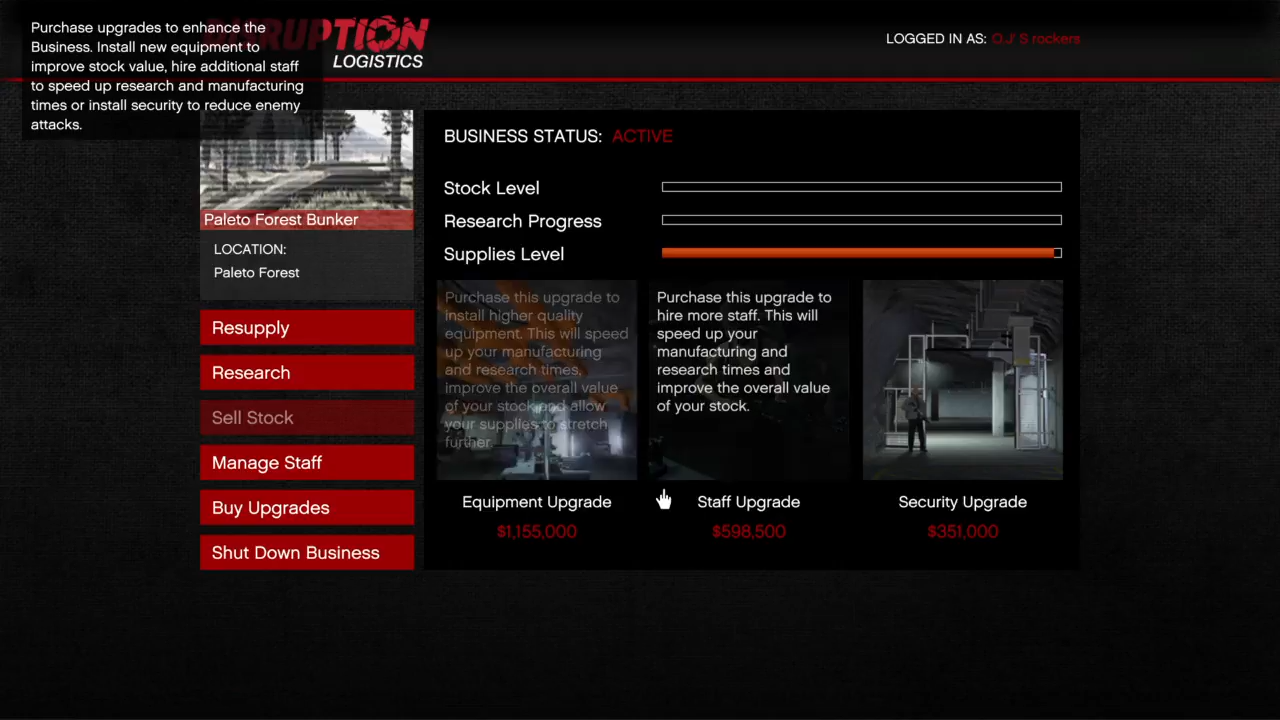 Purchase upgrades to enhance the
Business. Install new equipment to
improve stock value, hire additional staff
to speed up research and manufacturing
times or install security to reduce enemy
attacks.
DISRUPTION
LOGISTICS
LOGGED IN AS: O.J' S rockers
Paleto Forest Bunker
LOCATION:
Paleto Forest
Resupply
Research
Sell Stock
Manage Staff
Buy Upgrades
Shut Down Business
BUSINESS STATUS: ACTIVE
Stock Level
Research Progress
Supplies Level
Purchase this upgrade to
install higher quality
equipment. This will speed
up your manufacturing
and research times,
improve the overall value
of your stock and allow
your supplies to stretch
further.
Equipment Upgrade
$1,155,000
Purchase this upgrade to
hire more staff. This will
speed up your
manufacturing and
research times and
improve the overall value
of your stock.
Staff Upgrade
$598,500
Security Upgrade
$351,000